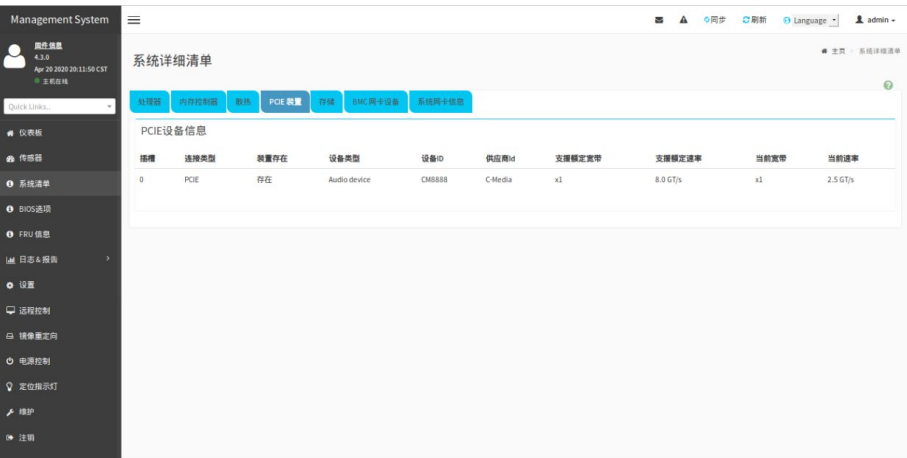 Management System
同步
刷新
Language
admin
固件信息
4.3.0
Apr 20 2020 20:11:50 CST
主机在线
Quick Links..
仪表板
传感器
系统清单
BIOS选项
FRU 信息
日志&报告
设置
远程控制
镜像重定向
电源控制
定位指示灯
维护
注销
系统详细清单
主页 > 系统详细清单
处理器 内存控制器 散热 PCIE 装置 存储 BMC 网卡设备 系统网卡信息
PCIE设备信息
插槽 连接类型 装置存在 设备类型 设备ID 供应商Id 支援额定宽带 支援额定速率 当前宽带 当前速率
0 PCIE 存在 Audio device CM8888 C-Media x1 8.0 GT/s x1 2.5 GT/s